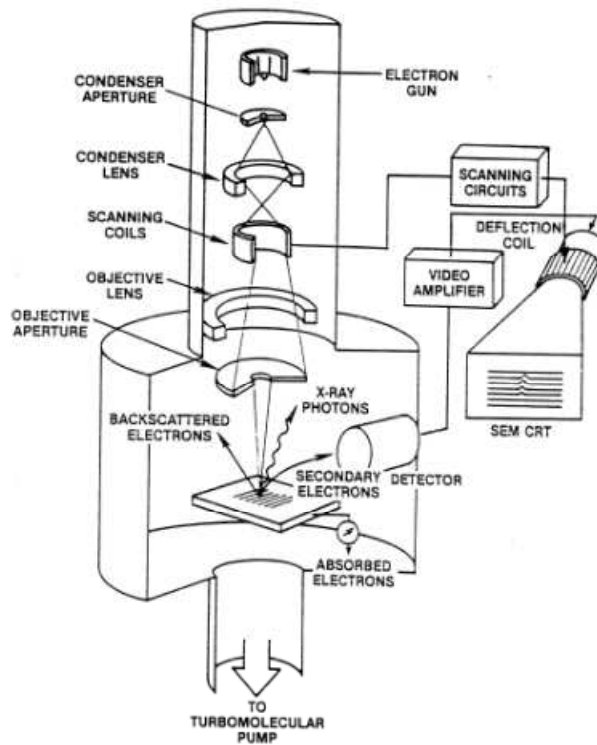 ELECTRON
GUN
CONDENSER
APERTURE
CONDENSER
LENS
SCANNING
COILS
SCANNING
CIRCUITS
DEFLECTION
COIL
VIDEO
AMPLIFIER
OBJECTIVE
LENS
OBJECTIVE
APERTURE
X-RAY
PHOTONS
BACKSCATTERED
ELECTRONS
SEM CRT
SECONDARY
ELECTRONS
DETECTOR
ABSORBED
ELECTRONS
TO
TURBOMOLECULAR
PUMP